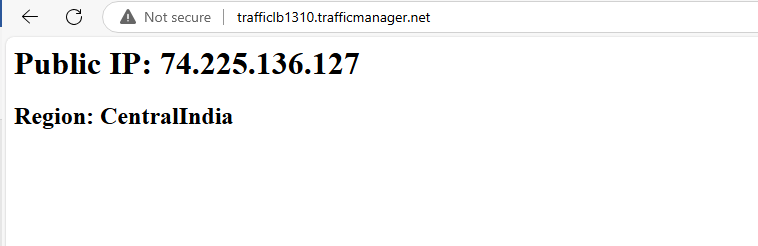 Not secure trafficlb1310.trafficmanager.net
Public IP: 74.225.136.127
Region: CentralIndia